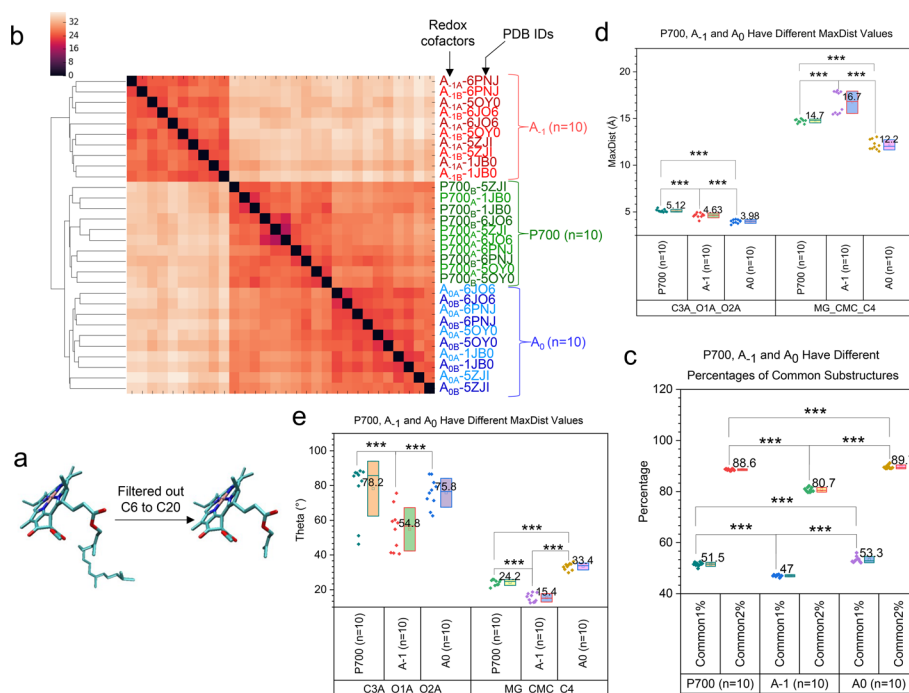 b
32
24
16
8
0
Redox
cofactors
PDB IDs
A-1A-6PNJ
A-1B-6PNJ
A-1A-5OY0
A-1B-6JO6
A-1A-6JO6
A-1B-5OY0
A-1A-5ZJI
A-1B-5ZJI
A-1A-1JB0
A-1B-1JB0
A-1 (n=10)
P700B-5ZJI
P700A-1JB0
P700B-1JB0
P700B-6JO6
P700A-5ZJI
P700A-6JO6
P700A-6PNJ
P700B-6PNJ
P700A-5OY0
P700B-5OY0
P700 (n=10)
A0A-6JO6
A0B-6JO6
A0A-6PNJ
A0B-6PNJ
A0A-5OY0
A0B-5OY0
A0A-1JB0
A0B-1JB0
A0A-5ZJI
A0B-5ZJI
A0 (n=10)
d
P700, A-1 and A0 Have Different MaxDist Values
MaxDist (Å)
20
15
10
5
***
***
***
5.12
4.63
3.98
***
***
***
14.7
16.7
12.2
P700 (n=10)
A-1 (n=10)
A0 (n=10)
P700 (n=10)
A-1 (n=10)
A0 (n=10)
C3A_O1A_O2A
MG_CMC_C4
c
P700, A-1 and A0 Have Different
Percentages of Common Substructures
Percentage
120
100
80
60
40
***
***
***
88.6
80.7
89.
***
***
***
51.5
47
53.3
Common1%
Common2%
Common1%
Common2%
Common1%
Common2%
P700 (n=10)
A-1 (n=10)
A0 (n=10)
a
Filtered out
C6 to C20
e
P700, A-1 and A0 Have Different MaxDist Values
Theta (°)
100
80
60
40
20
***
***
78.2
54.8
75.8
***
***
***
24.2
15.4
33.4
P700 (n=10)
A-1 (n=10)
A0 (n=10)
P700 (n=10)
A-1 (n=10)
A0 (n=10)
C3A O1A O2A
MG CMC C4